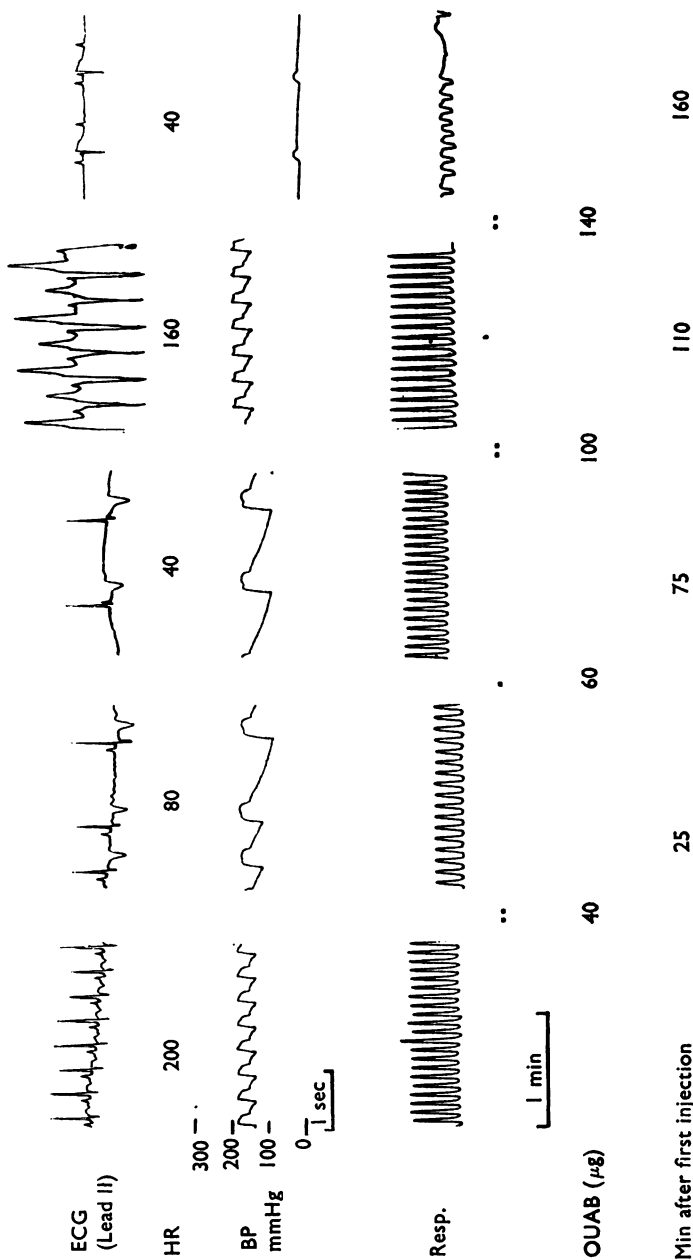 ECG
(Lead II)
HR 200 80 40 160 40
300
200
BP
mmHg
100
0
1 sec
Resp.
1 min
OUAB (μg) 40 60 100 140
Min after first injection 25 75 110 160